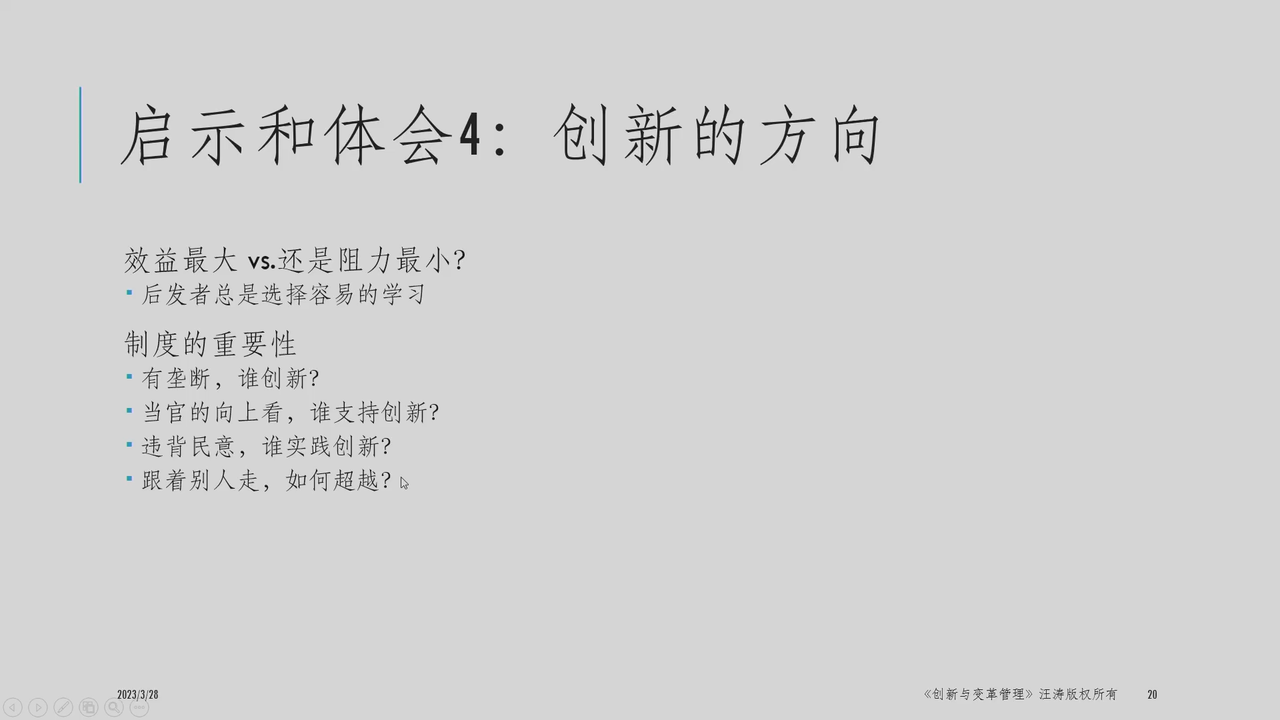 启示和体会4：创新的方向
效益最大 vs.还是阻力最小？
后发者总是选择容易的学习
制度的重要性
有垄断，谁创新？
当官的向上看，谁支持创新？
违背民意，谁实践创新？
跟着别人走，如何超越？
2023/3/28
《创新与变革管理》汪涛版权所有
20